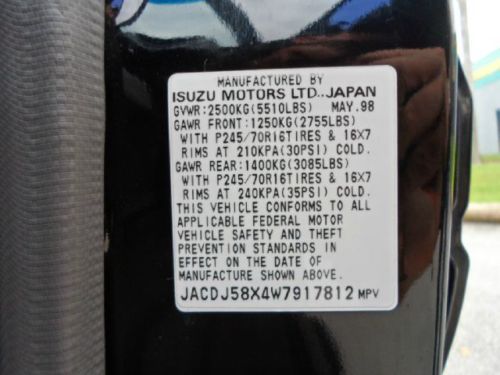 MANUFACTURED BY
ISUZU MOTORS LTD., JAPAN
GVWR:2500KG(5510LBS) MAY.98
GAWR FRONT:1250KG(2755LBS)
WITH P245/70R16TIRES & 16X7
RIMS AT 210KPA(30PSI) COLD.
GAWR REAR:1400KG(3085LBS)
WITH P245/70R16TIRES & 16X7
RIMS AT 240KPA(35PSI) COLD.
THIS VEHICLE CONFORMS TO ALL
APPLICABLE FEDERAL MOTOR
VEHICLE SAFETY AND THEFT
PREVENTION STANDARDS IN
EFFECT ON THE DATE OF
MANUFACTURE SHOWN ABOVE.
JACDJ58X4W7917812 MPV